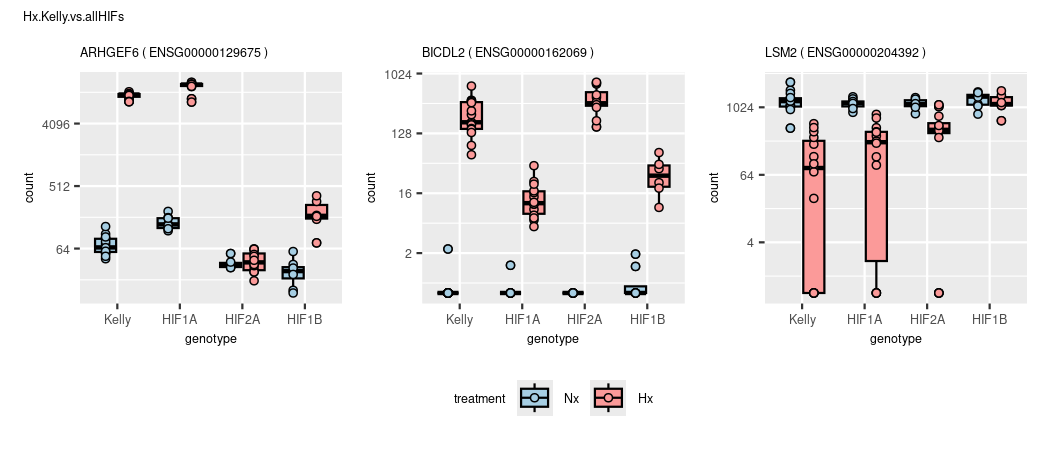 Hx.Kelly.vs.allHIFs
ARHGEF6 ( ENSG00000129675 )
4096
512
64
count
Kelly HIF1A HIF2A HIF1B
genotype
BICDL2 ( ENSG00000162069 )
1024
128
16
2
count
Kelly HIF1A HIF2A HIF1B
genotype
LSM2 ( ENSG00000204392 )
1024
64
4
count
Kelly HIF1A HIF2A HIF1B
genotype
treatment Nx Hx